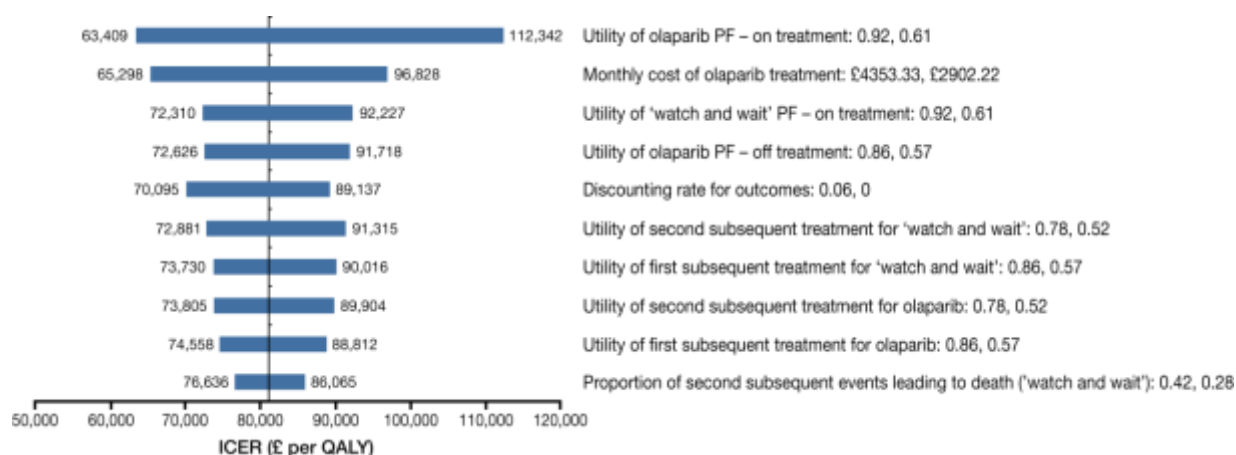 63,409 112,342 Utility of olaparib PF – on treatment: 0.92, 0.61
65,298 96,828 Monthly cost of olaparib treatment: £4353.33, £2902.22
72,310 92,227 Utility of ‘watch and wait’ PF – on treatment: 0.92, 0.61
72,626 91,718 Utility of olaparib PF – off treatment: 0.86, 0.57
70,095 89,137 Discounting rate for outcomes: 0.06, 0
72,881 91,315 Utility of second subsequent treatment for ‘watch and wait’: 0.78, 0.52
73,730 90,016 Utility of first subsequent treatment for ‘watch and wait’: 0.86, 0.57
73,805 89,904 Utility of second subsequent treatment for olaparib: 0.78, 0.52
74,558 88,812 Utility of first subsequent treatment for olaparib: 0.86, 0.57
76,636 86,065 Proportion of second subsequent events leading to death (‘watch and wait’): 0.42, 0.28
50,000 60,000 70,000 80,000 90,000 100,000 110,000 120,000
ICER (£ per QALY)